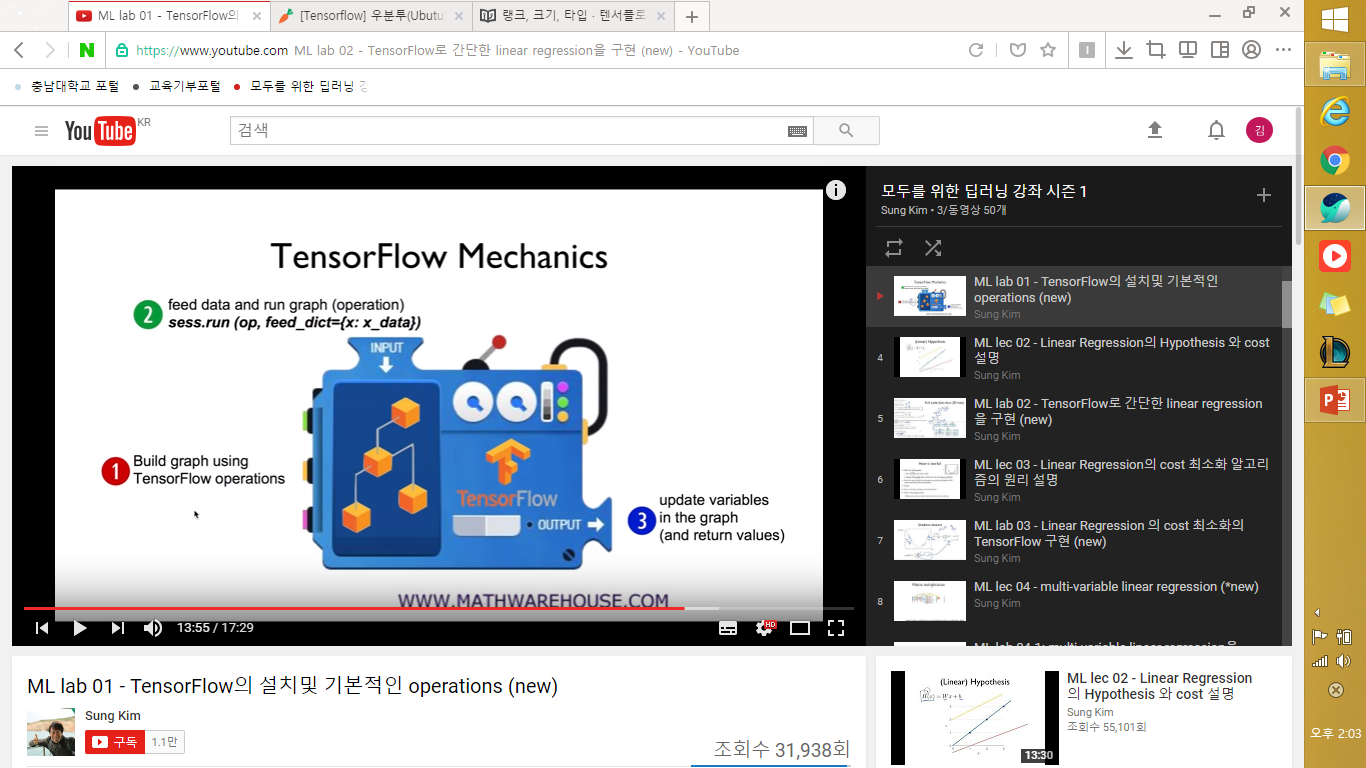 ML lab 01 - TensorFlow의
[Tensorflow] 우분투(Ubutu
랭크, 크기, 타입 · 텐서플로
https://www.youtube.com ML lab 02 - TensorFlow로 간단한 linear regression을 구현 (new) - YouTube
충남대학교 포털
교육기부포털
모두를 위한 딥러닝 강
YouTube KR
검색
김
TensorFlow Mechanics
2 feed data and run graph (operation)
sess.run (op, feed_dict={x: x_data})
INPUT
1 Build graph using
TensorFlow operations
TensorFlow
OUTPUT
3 update variables
in the graph
(and return values)
WWW.MATHWAREHOUSE.COM
13:55 / 17:29
HD
모두를 위한 딥러닝 강좌 시즌 1
Sung Kim • 3/동영상 50개
ML lab 01 - TensorFlow의 설치및 기본적인
operations (new)
Sung Kim
4
ML lec 02 - Linear Regression의 Hypothesis 와 cost
설명
Sung Kim
5
ML lab 02 - TensorFlow로 간단한 linear regression
을 구현 (new)
Sung Kim
6
ML lec 03 - Linear Regression의 cost 최소화 알고리
즘의 원리 설명
Sung Kim
7
ML lab 03 - Linear Regression 의 cost 최소화의
TensorFlow 구현 (new)
Sung Kim
8
ML lec 04 - multi-variable linear regression (*new)
Sung Kim
ML lab 01 - TensorFlow의 설치및 기본적인 operations (new)
Sung Kim
구독 1.1만
조회수 31,938회
(Linear) Hypothesis
13:30
ML lec 02 - Linear Regression
의 Hypothesis 와 cost 설명
Sung Kim
조회수 55,101회
오후 2:03